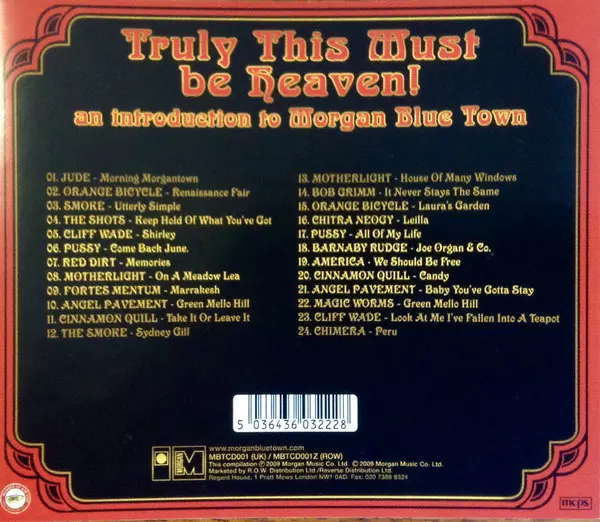 Truly This Must
be Heaven!
an introduction to Morgan Blue Town
01. JUDE - Morning Morgantown
02. ORANGE BICYCLE - Renaissance Fair
03. SMOKE - Utterly Simple
04. THE SHOTS - Keep Hold Of What You've Got
05. CLIFF WADE - Shirley
06. PUSSY - Come Back June.
07. RED DIRT - Memories
08. MOTHERLIGHT - On A Meadow Lea
09. FORTES MENTUM - Marrakesh
10. ANGEL PAVEMENT - Green Mello Hill
11. CINNAMON QUILL - Take It Or Leave It
12. THE SMOKE - Sydney Gill
13. MOTHERLIGHT - House Of Many Windows
14. BOB GRIMM - It Never Stays The Same
15. ORANGE BICYCLE - Laura's Garden
16. CHITRA NEOGY - Leilla
17. PUSSY - All Of My Life
18. BARNABY RUDGE - Joe Organ & Co.
19. AMERICA - We Should Be Free
20. CINNAMON QUILL - Candy
21. ANGEL PAVEMENT - Baby You've Gotta Stay
22. MAGIC WORMS - Green Mello Hill
23. CLIFF WADE - Look At Me I've Fallen Into A Teapot
24. CHIMERA - Peru
5 036436 032228
MORGAN
www.morganbluetown.com
MBTCD001 (UK) / MBTCD001Z (ROW)
This compilation ℗ 2009 Morgan Music Co. Ltd. © 2009 Morgan Music Co. Ltd.
Marketed by R.O.W. Distribution Ltd./Reverse Distribution Ltd.
Regent House, 1 Pratt Mews London NW1 0AD. Fax: 020 7388 6324
mcps